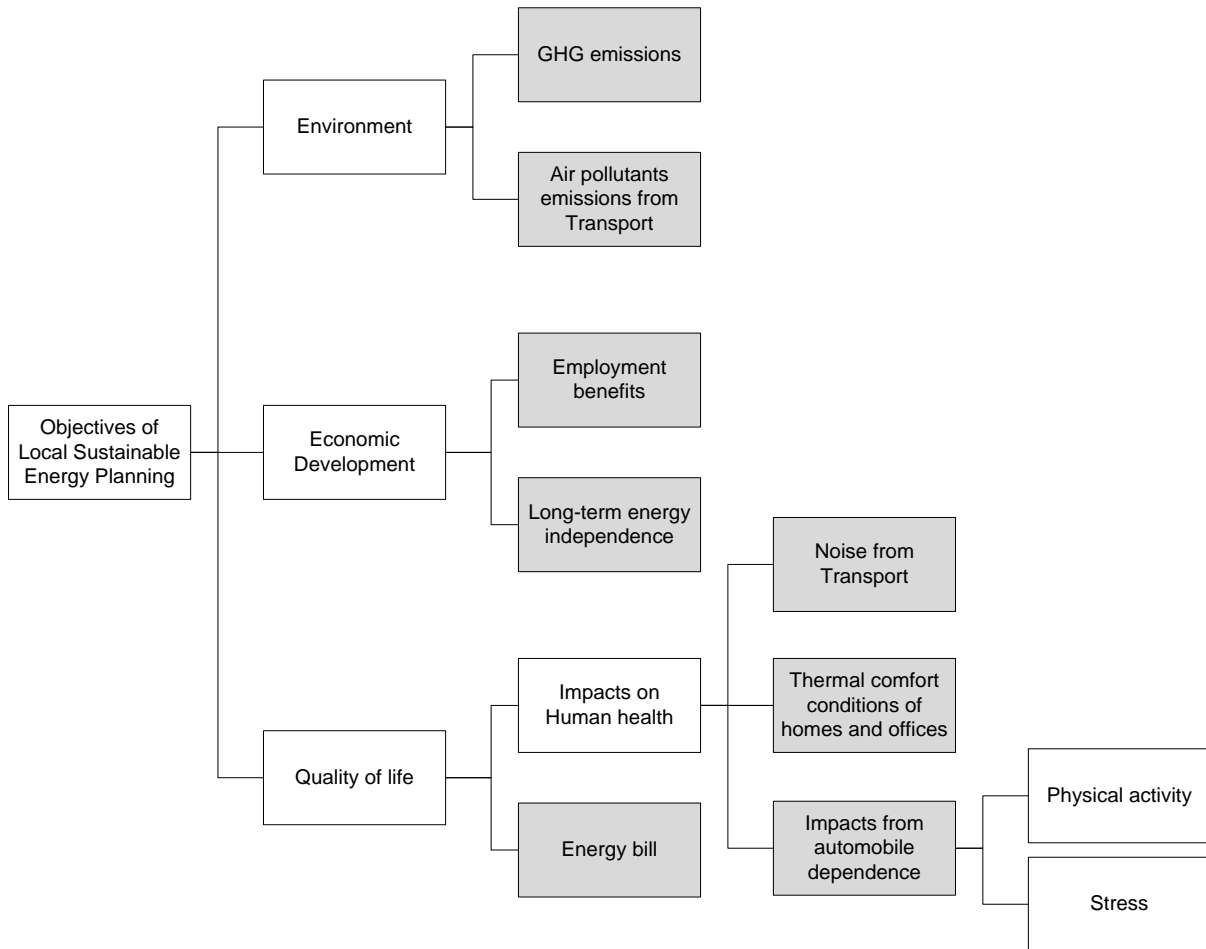 GHG emissions
Environment
Air pollutants
emissions from
Transport
Employment
benefits
Objectives of
Local Sustainable
Energy Planning
Economic
Development
Long-term energy
independence
Noise from
Transport
Impacts on
Human health
Thermal comfort
conditions of
homes and offices
Quality of life
Physical activity
Energy bill
Impacts from
automobile
dependence
Stress